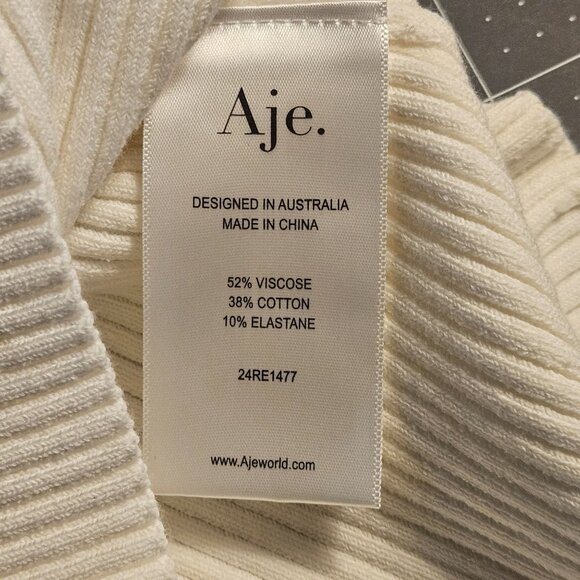 Aje.
DESIGNED IN AUSTRALIA
MADE IN CHINA
52% VISCOSE
38% COTTON
10% ELASTANE
24RE1477
www.Ajeworld.com